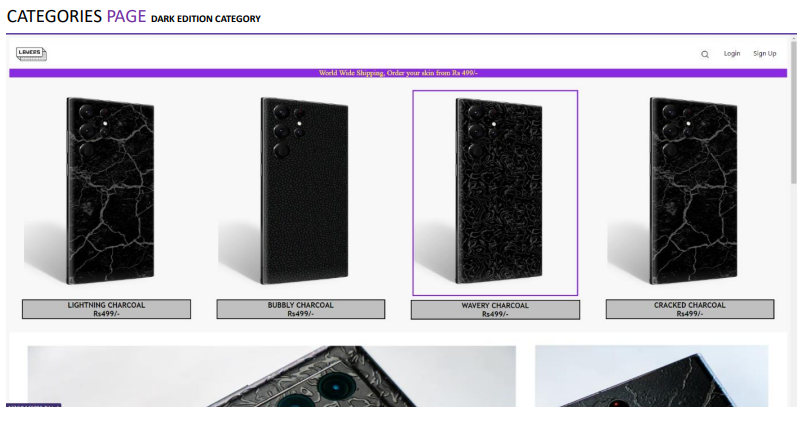 CATEGORIES PAGE DARK EDITION CATEGORY
LAYERS
Login Sign Up
World Wide Shipping, Order your skin from Rs 499/-
LIGHTNING CHARCOAL
Rs499/-
BUBBLY CHARCOAL
Rs499/-
WAVERY CHARCOAL
Rs499/-
CRACKED CHARCOAL
Rs499/-